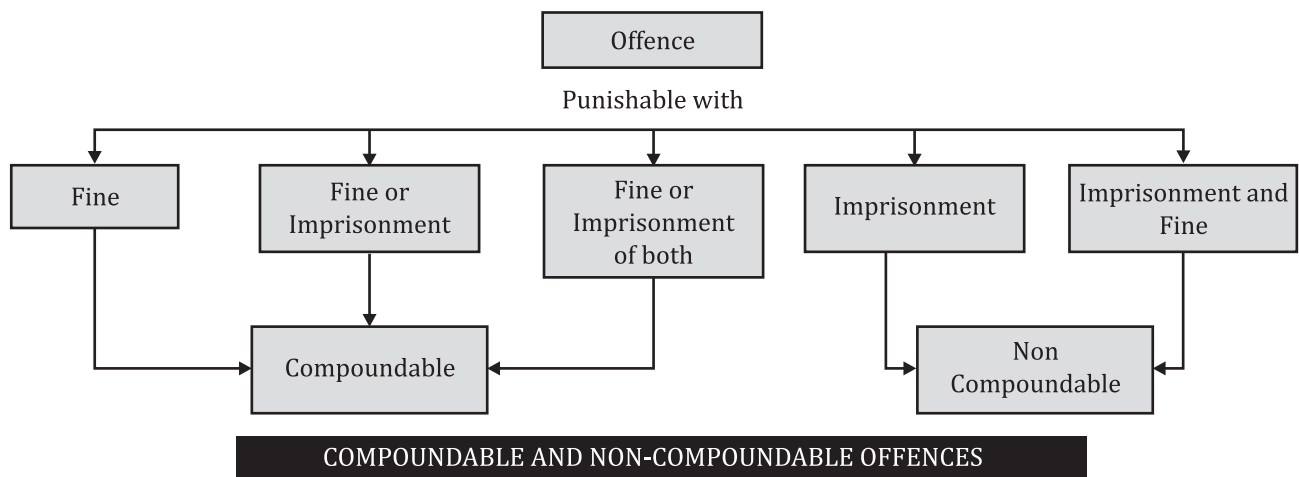 Offence
Punishable with
Fine
Fine or
Imprisonment
Fine or
Imprisonment
of both
Imprisonment
Imprisonment and
Fine
Compoundable
Non
Compoundable
COMPOUNDABLE AND NON-COMPOUNDABLE OFFENCES